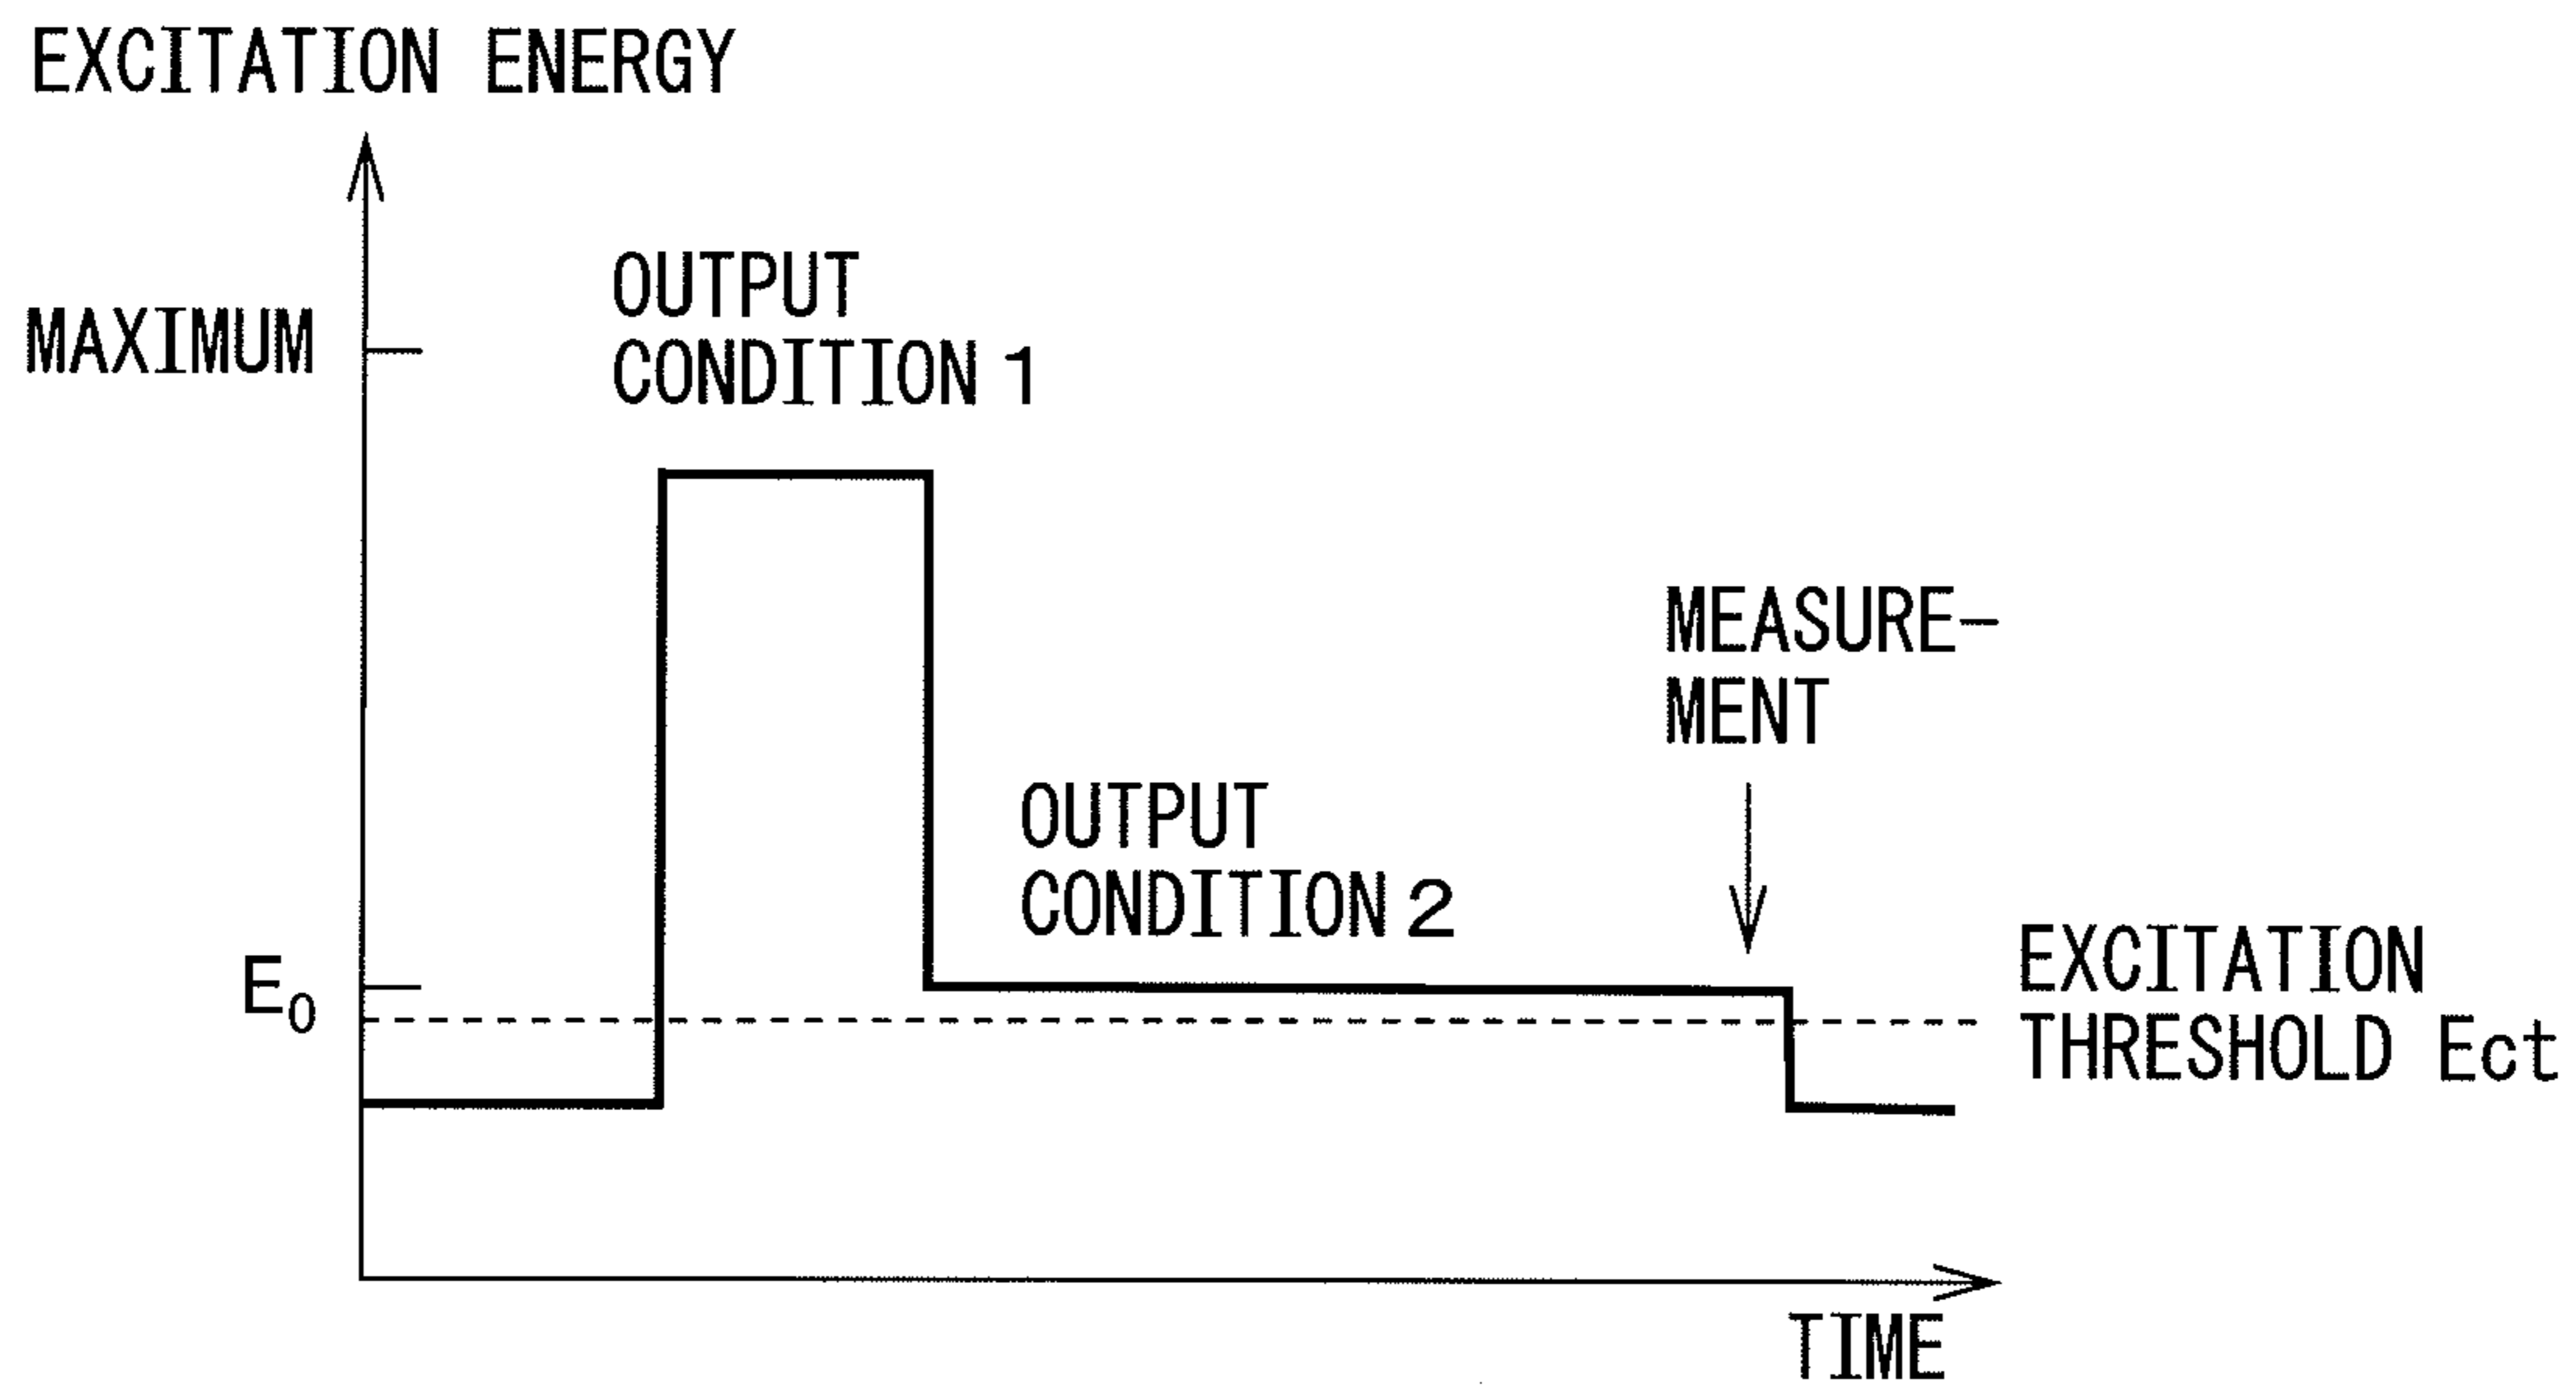 EXCITATION ENERGY
OUTPUT
CONDITION 1
MAXIMUM
MEASURE-
MENT
OUTPUT
CONDITION 2
E0
EXCITATION
THRESHOLD Ect
TIME